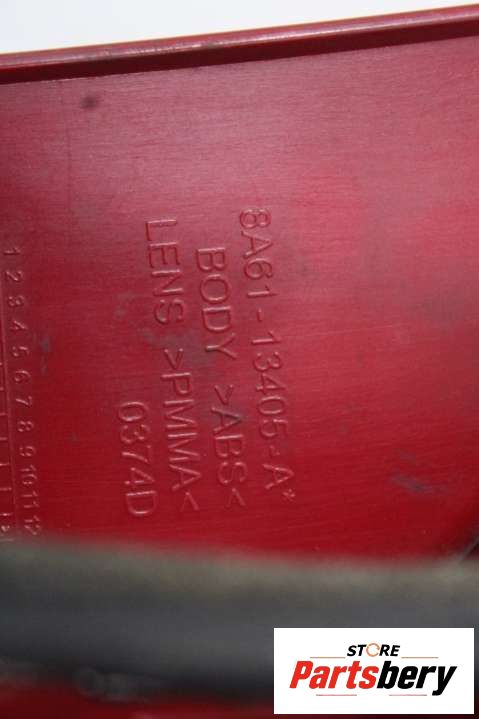 8A61-13405-A*
BODY >ABS<
LENS >PMMA<
0374D
1 2 3 4 5 6 7 8 9 10 11 12
STORE
Partsbery